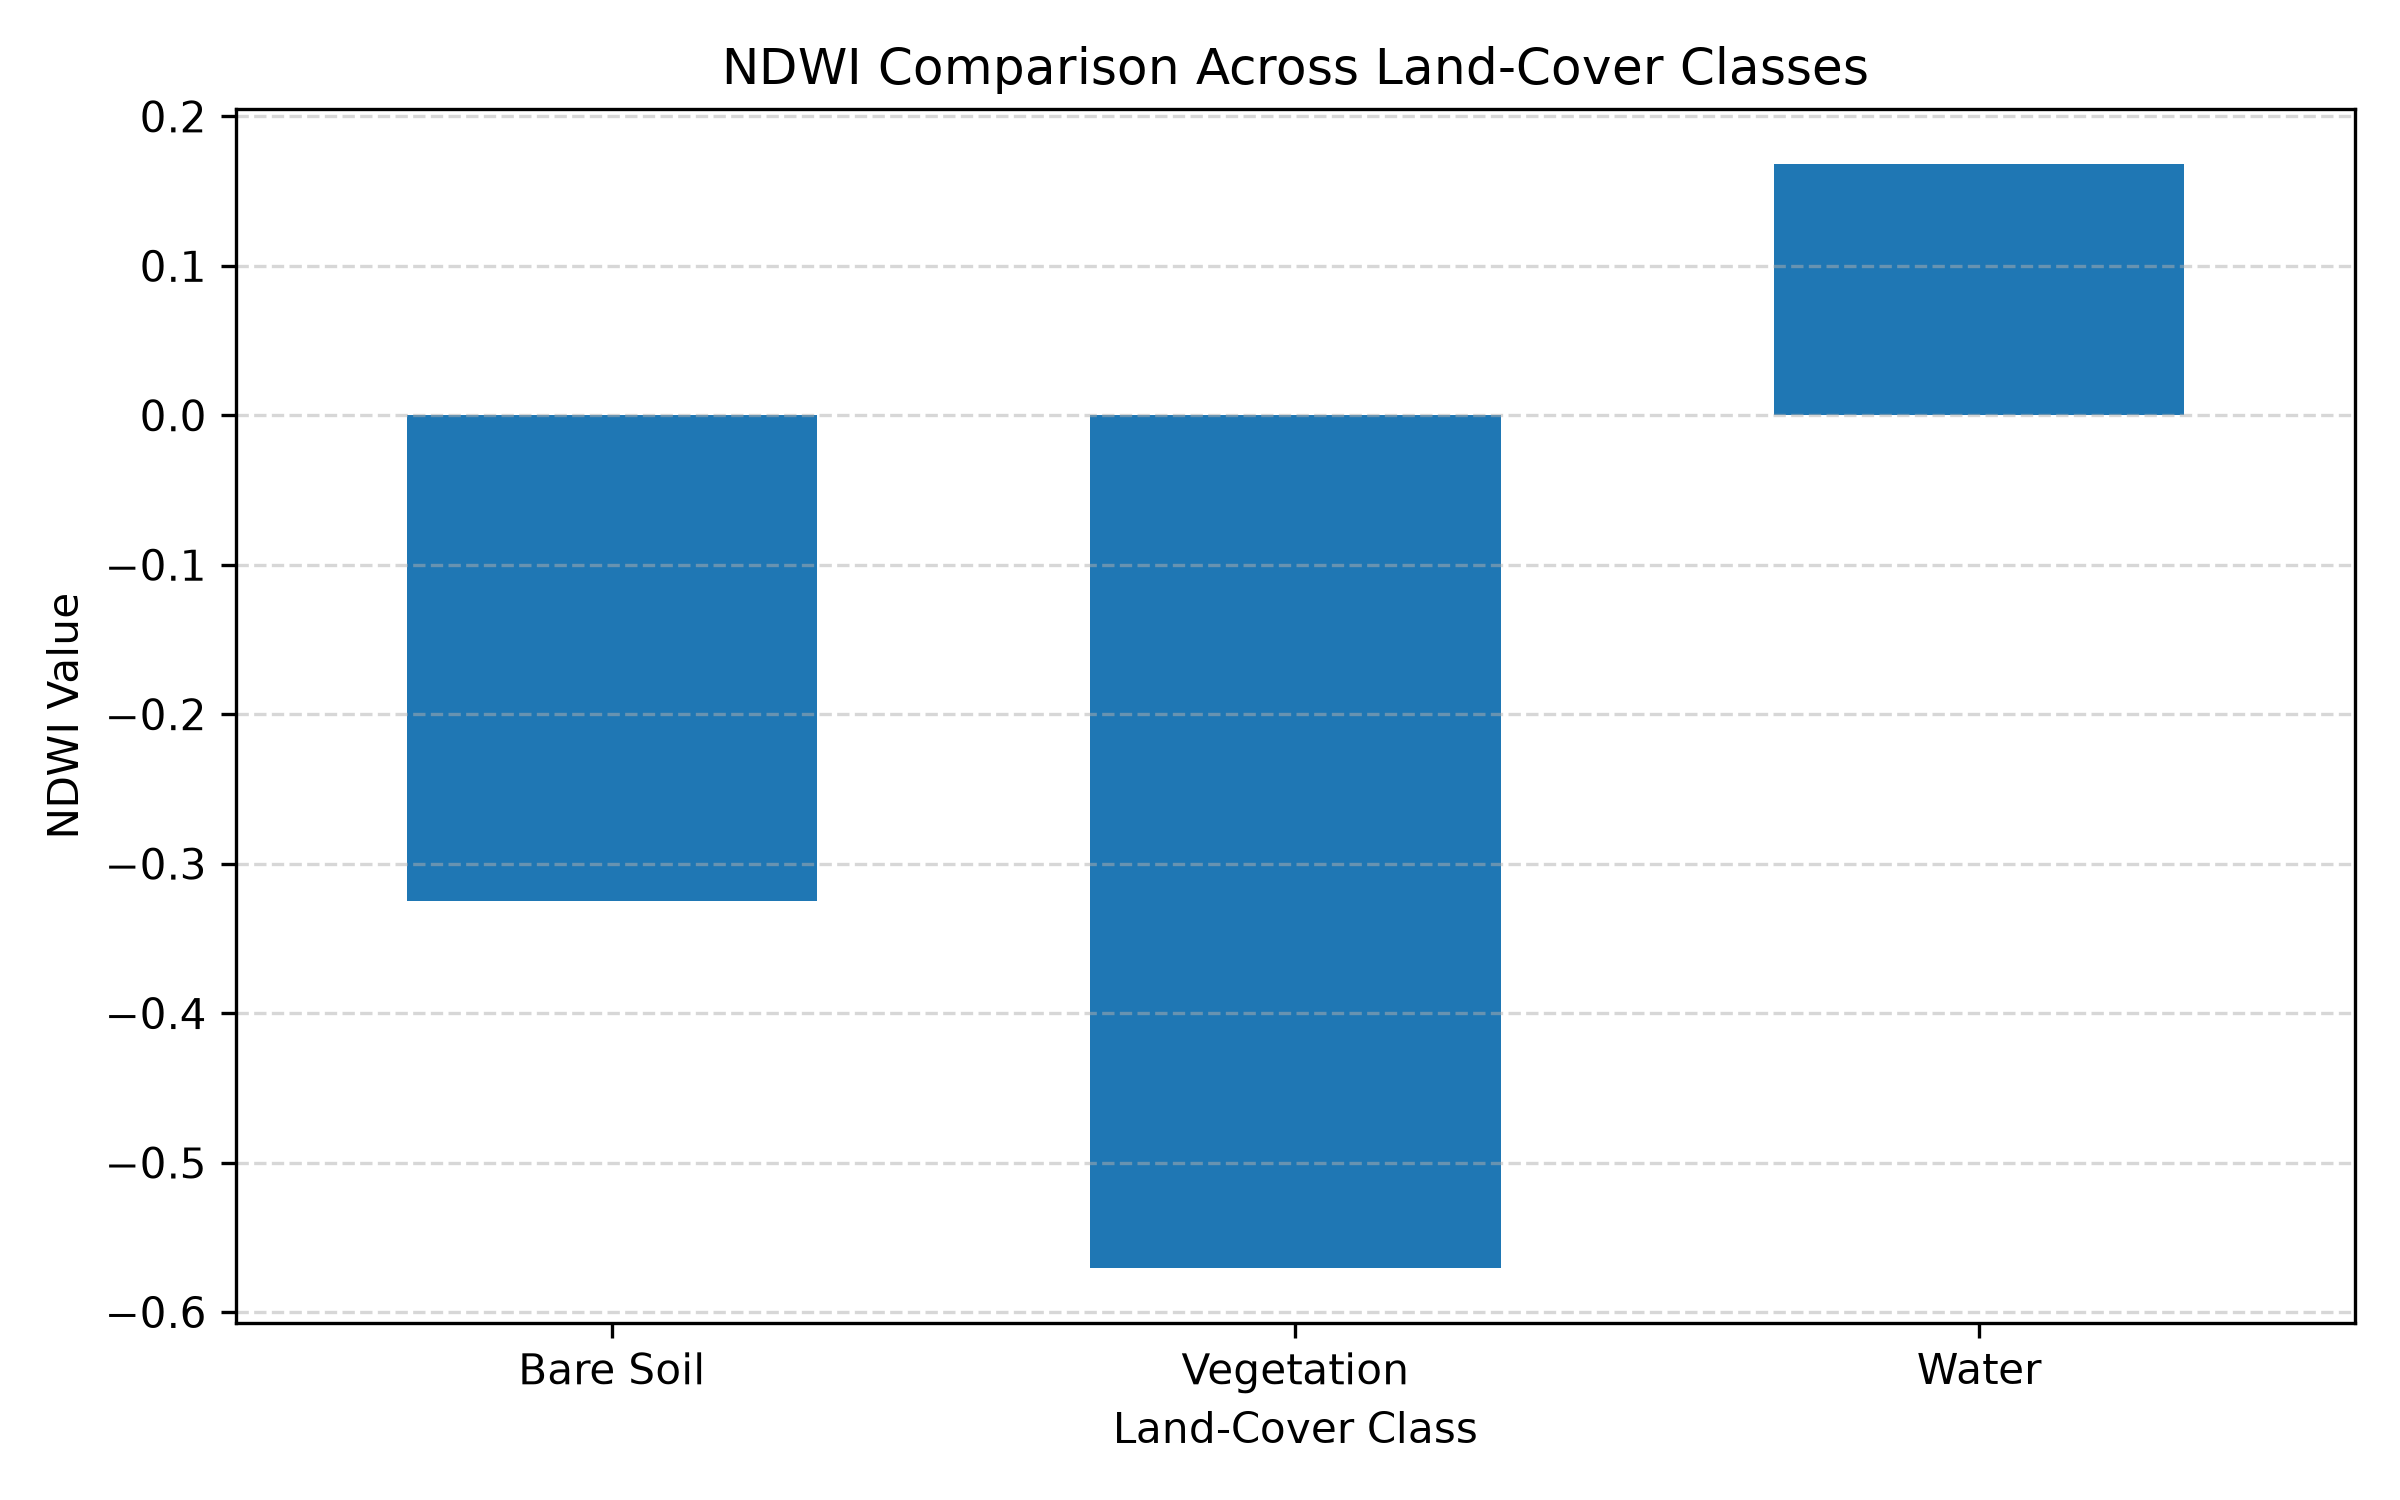 NDWI Comparison Across Land-Cover Classes
0.2
0.1
0.0
−0.1
−0.2
−0.3
−0.4
−0.5
−0.6
NDWI Value
Bare Soil Vegetation Water
Land-Cover Class